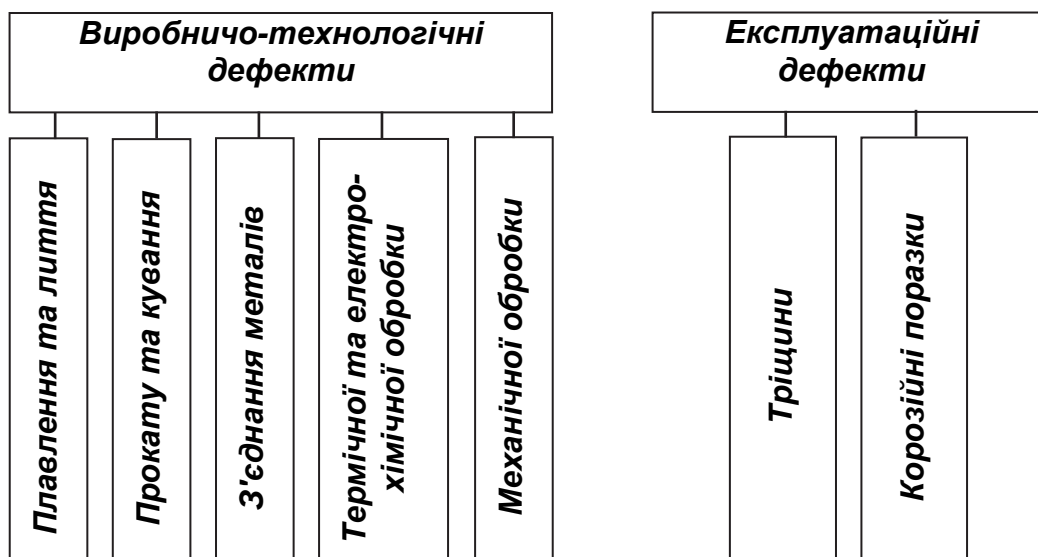 Виробничо-технологічні
дефекти
Експлуатаційні
дефекти
Плавлення та лиття
Прокату та кування
З'єднання металів
Термічної та електро-
хімічної обробки
Механічної обробки
Тріщини
Корозійні поразки